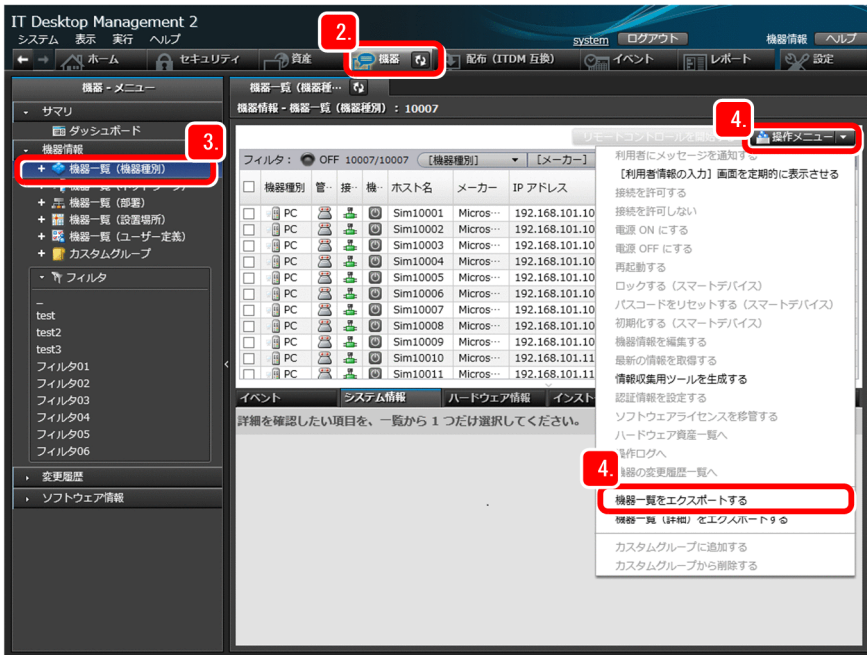 IT Desktop Management 2
システム 表示 実行 ヘルプ
2.
system ログアウト 機器情報 ヘルプ
ホーム セキュリティ 資産 機器 配布 (ITDM 互換) イベント レポート 設定
機器 - メニュー
サマリ
ダッシュボード
3.
機器情報
機器一覧 (機器種別)
機器一覧 (部署)
機器一覧 (設置場所)
機器一覧 (ユーザー定義)
カスタムグループ
フィルタ
_
test
test2
test3
フィルタ01
フィルタ02
フィルタ03
フィルタ04
フィルタ05
フィルタ06
変更履歴
ソフトウェア情報
機器一覧 (機器種…
機器情報 - 機器一覧 (機器種別) : 10007
4.
操作メニュー
フィルタ: OFF 10007/10007 [機器種別] [メーカー]
機器種別 管… 接… 機… ホスト名 メーカー IP アドレス
PC Sim10001 Micros… 192.168.101.10
PC Sim10002 Micros… 192.168.101.10
PC Sim10003 Micros… 192.168.101.10
PC Sim10004 Micros… 192.168.101.10
PC Sim10005 Micros… 192.168.101.10
PC Sim10006 Micros… 192.168.101.10
PC Sim10007 Micros… 192.168.101.10
PC Sim10008 Micros… 192.168.101.10
PC Sim10009 Micros… 192.168.101.10
PC Sim10010 Micros… 192.168.101.11
PC Sim10011 Micros… 192.168.101.11
イベント システム情報 ハードウェア情報 インスト
詳細を確認したい項目を、一覧から 1 つだけ選択してください。
利用者にメッセージを通知する
[利用者情報の入力] 画面を定期的に表示させる
接続を許可する
接続を許可しない
電源 ON にする
電源 OFF にする
再起動する
ロックする (スマートデバイス)
パスコードをリセットする (スマートデバイス)
初期化する (スマートデバイス)
機器情報を編集する
最新の情報を取得する
情報収集用ツールを生成する
認証情報を設定する
ソフトウェアライセンスを移管する
ハードウェア資産一覧へ
操作ログへ
4.
機器の変更履歴一覧へ
機器一覧をエクスポートする
機器一覧 (詳細) をエクスポートする
カスタムグループに追加する
カスタムグループから削除する